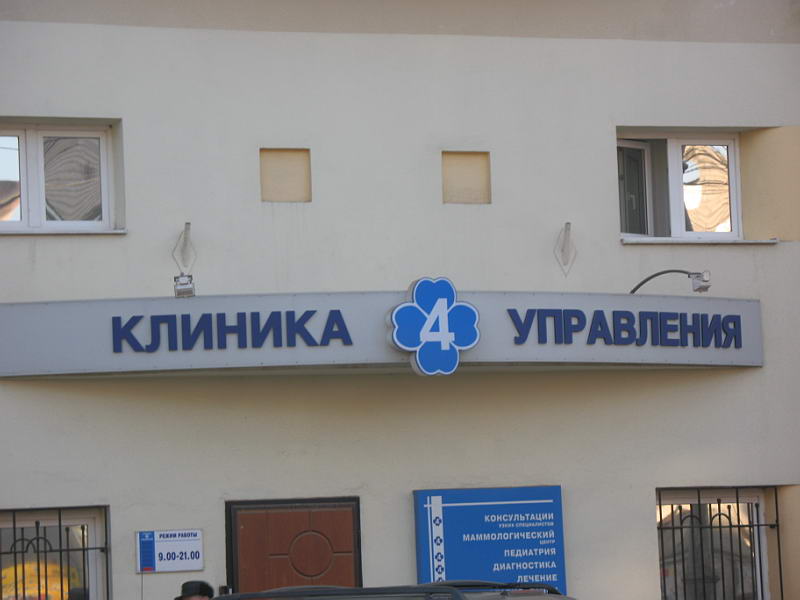 КЛИНИКА 4 УПРАВЛЕНИЯ
РЕЖИМ РАБОТЫ
9.00-21.00
КОНСУЛЬТАЦИИ
УЗКИХ СПЕЦИАЛИСТОВ
МАММОЛОГИЧЕСКИЙ
ЦЕНТР
ПЕДИАТРИЯ
ДИАГНОСТИКА
ЛЕЧЕНИЕ